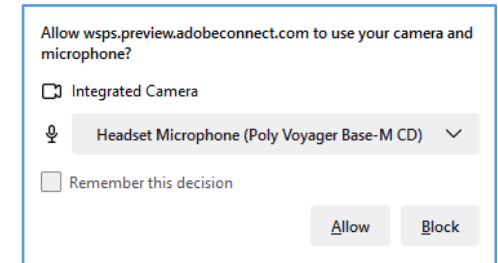 Allow wsps.preview.adobeconnect.com to use your camera and
microphone?
Integrated Camera
Headset Microphone (Poly Voyager Base-M CD)
Remember this decision
Allow
Block